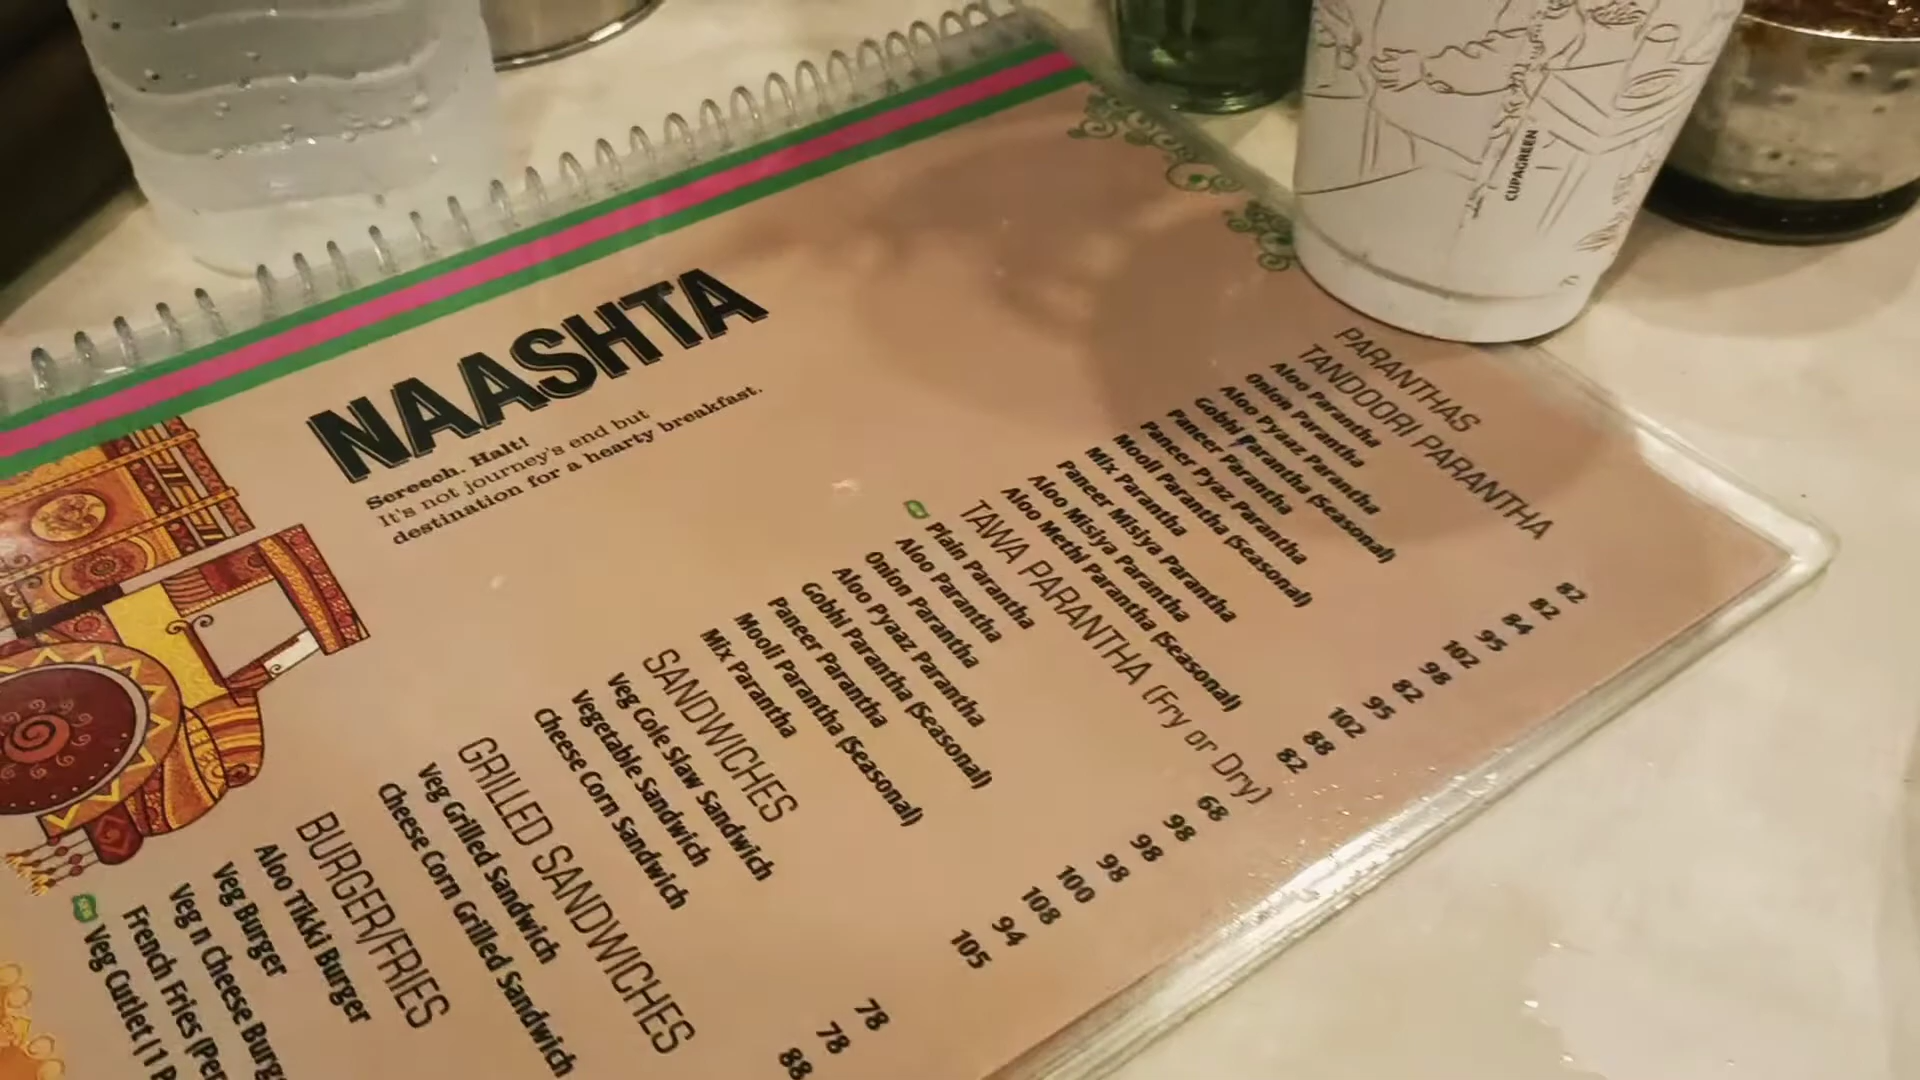 NAASHTA
Screech. Halt!
It's not journey's end but
destination for a hearty breakfast.
PARANTHAS
TANDOORI PARANTHA
Aloo Parantha 82
Onion Parantha 82
Aloo Pyaaz Parantha 84
Gobhi Parantha (Seasonal) 95
Paneer Parantha 102
Paneer Pyaz Parantha 98
Mooli Parantha (Seasonal) 82
Mix Parantha 95
Paneer Misiya Parantha 102
Aloo Misiya Parantha 88
Aloo Methi Parantha (Seasonal) 82
TAWA PARANTHA (Fry or Dry)
Plain Parantha 68
Aloo Parantha 98
Onion Parantha 98
Aloo Pyaaz Parantha 98
Gobhi Parantha (Seasonal) 100
Paneer Parantha 108
Mooli Parantha (Seasonal) 94
Mix Parantha 105
SANDWICHES
Veg Cole Slaw Sandwich 78
Vegetable Sandwich 78
Cheese Corn Sandwich 88
GRILLED SANDWICHES
Veg Grilled Sandwich
Cheese Corn Grilled Sandwich
BURGER/FRIES
Aloo Tikki Burger
Veg Burger
Veg n Cheese Burge
French Fries (Per
Veg Cutlet (1 P
CUPAGREEN